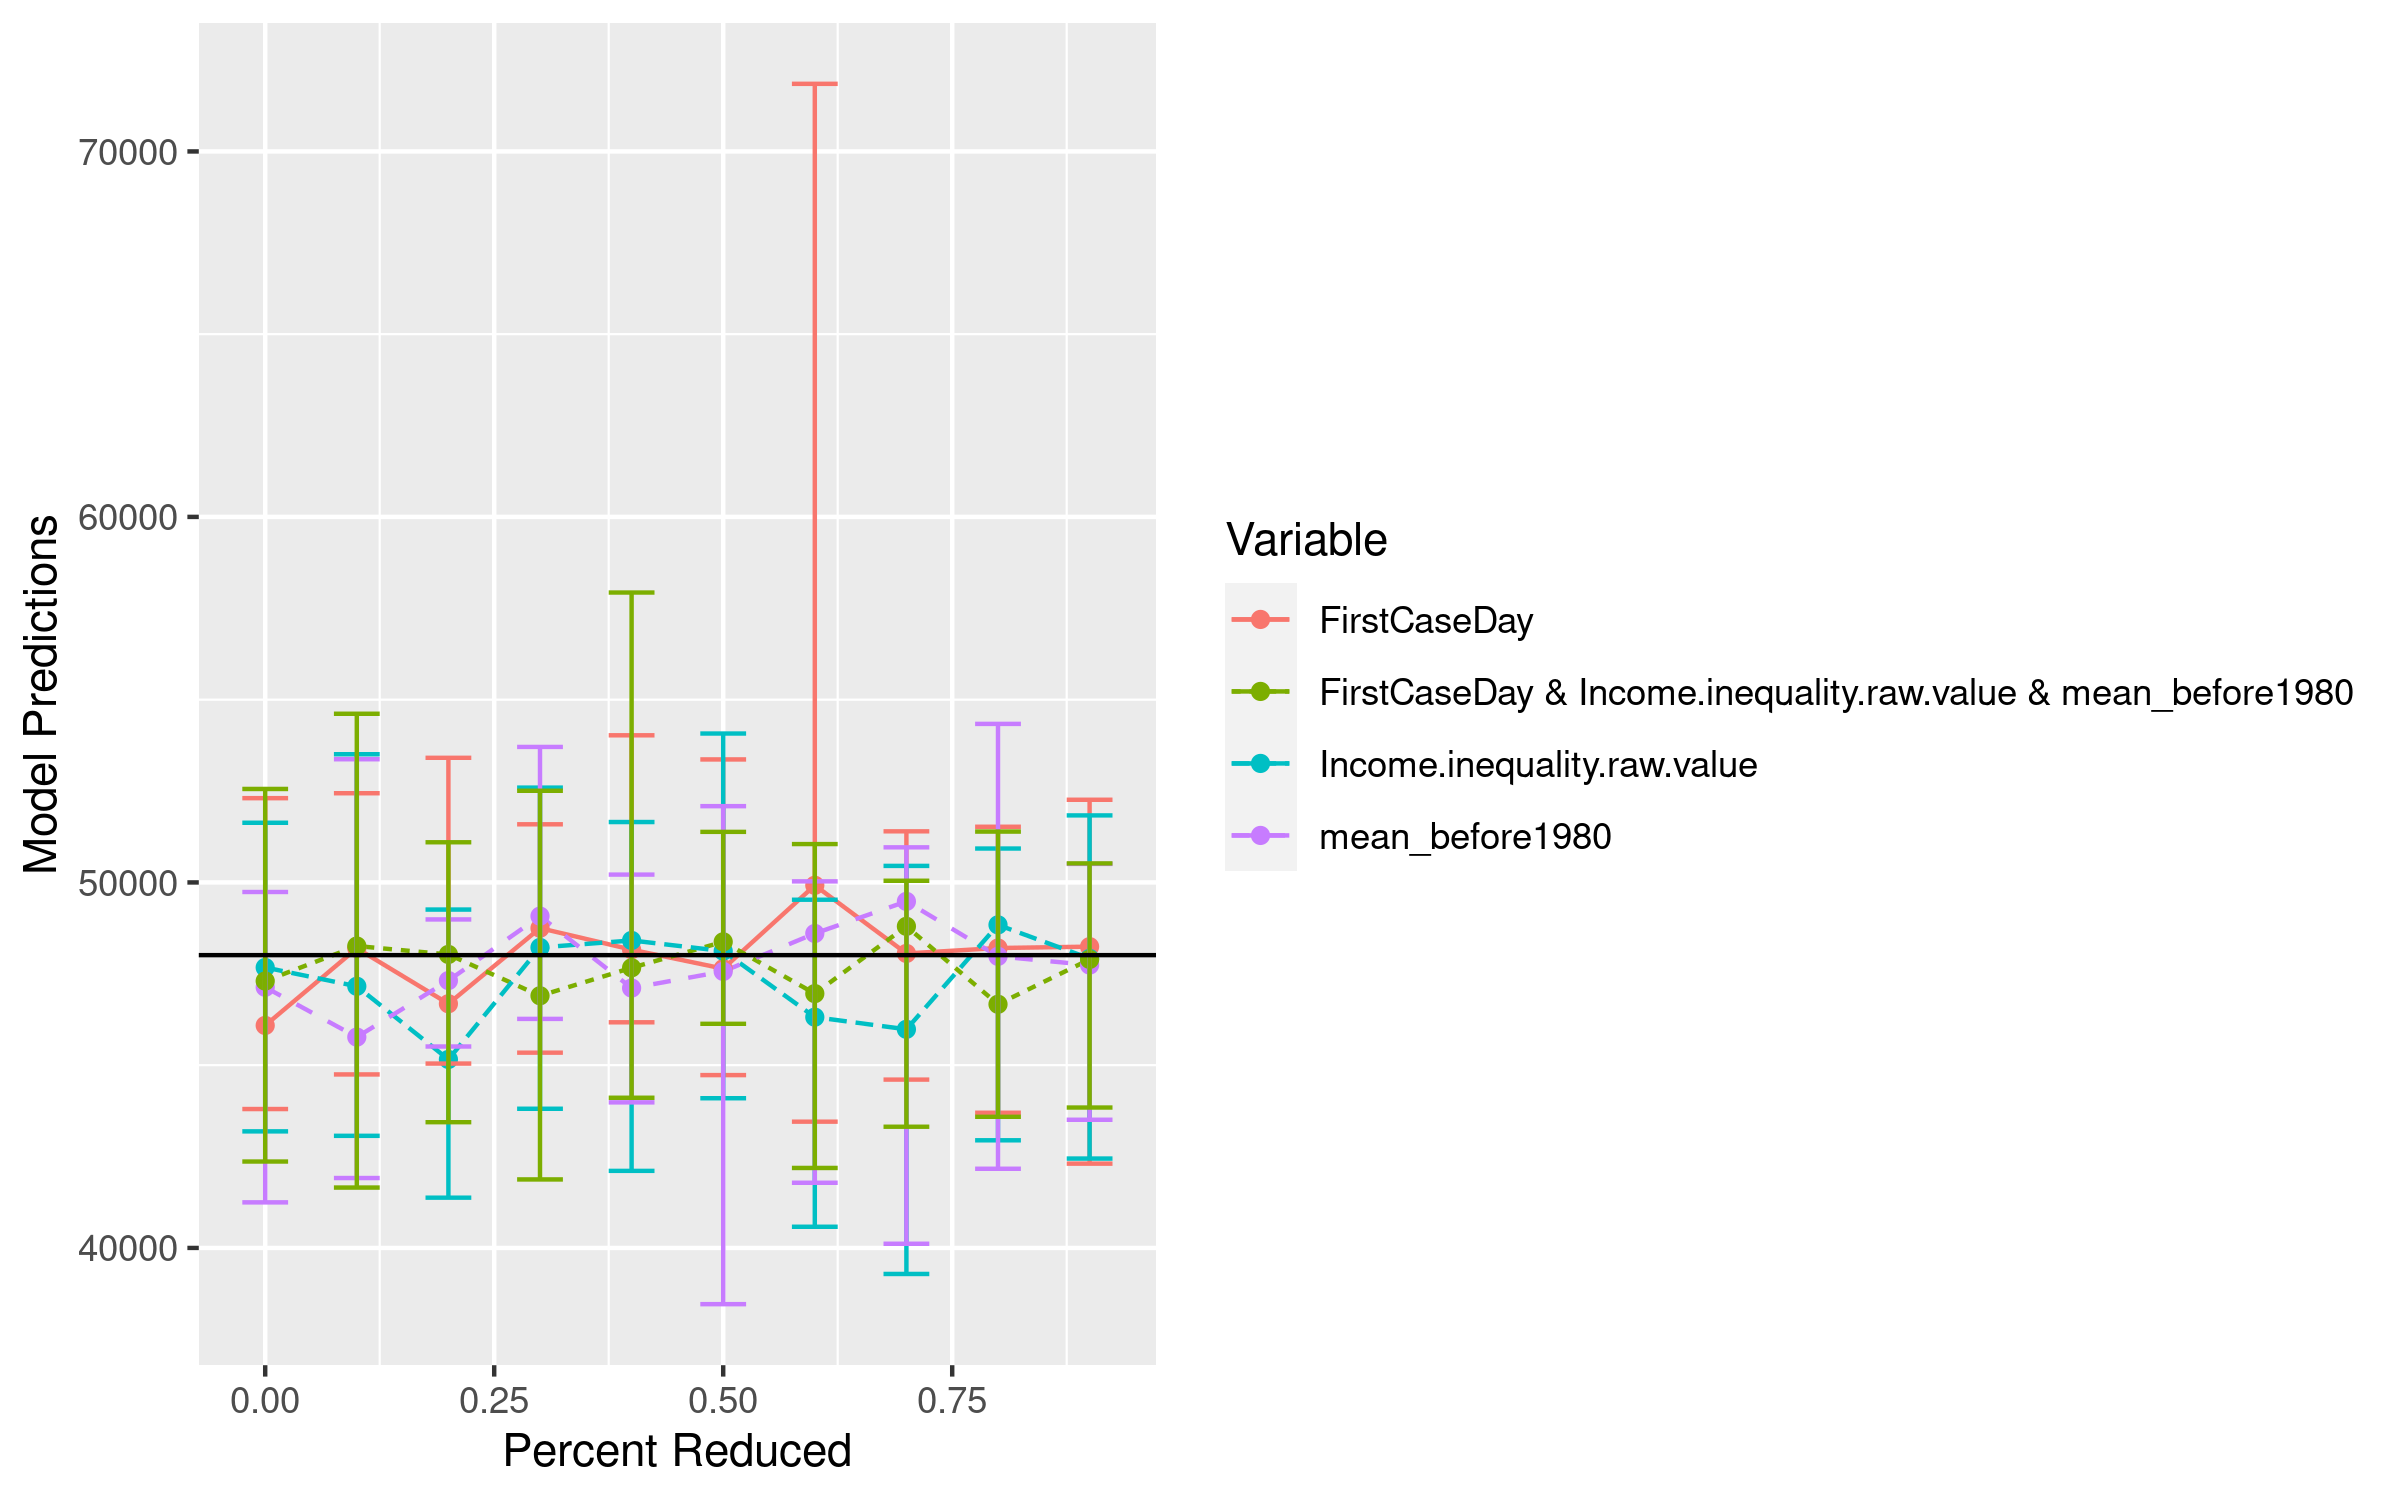 Model Predictions
70000
60000
50000
40000
0.00
0.25
0.50
0.75
Percent Reduced
Variable
FirstCaseDay
FirstCaseDay & Income.inequality.raw.value & mean_before1980
Income.inequality.raw.value
mean_before1980